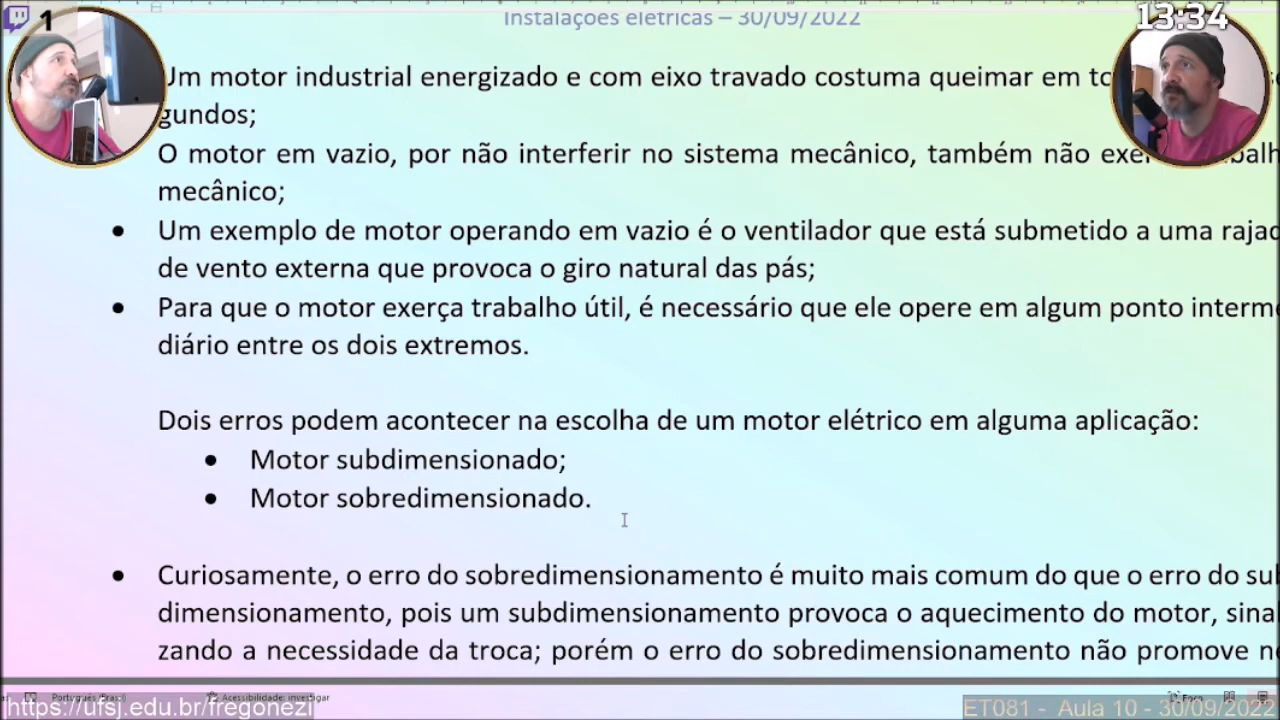 Instalações elétricas – 30/09/2022
1
13:34
Um motor industrial energizado e com eixo travado costuma queimar em
gundos;
O motor em vazio, por não interferir no sistema mecânico, também não
mecânico;
• Um exemplo de motor operando em vazio é o ventilador que está submetido a uma rajad
de vento externa que provoca o giro natural das pás;
• Para que o motor exerça trabalho útil, é necessário que ele opere em algum ponto interme
diário entre os dois extremos.
Dois erros podem acontecer na escolha de um motor elétrico em alguma aplicação:
• Motor subdimensionado;
• Motor sobredimensionado.
• Curiosamente, o erro do sobredimensionamento é muito mais comum do que o erro do sub
dimensionamento, pois um subdimensionamento provoca o aquecimento do motor, sina
zando a necessidade da troca; porém o erro do sobredimensionamento não promove ne
Português (Brasil)
Acessibilidade: investigar
Foco
https://ufsj.edu.br/fregonezi
ET081 - Aula 10 - 30/09/2022